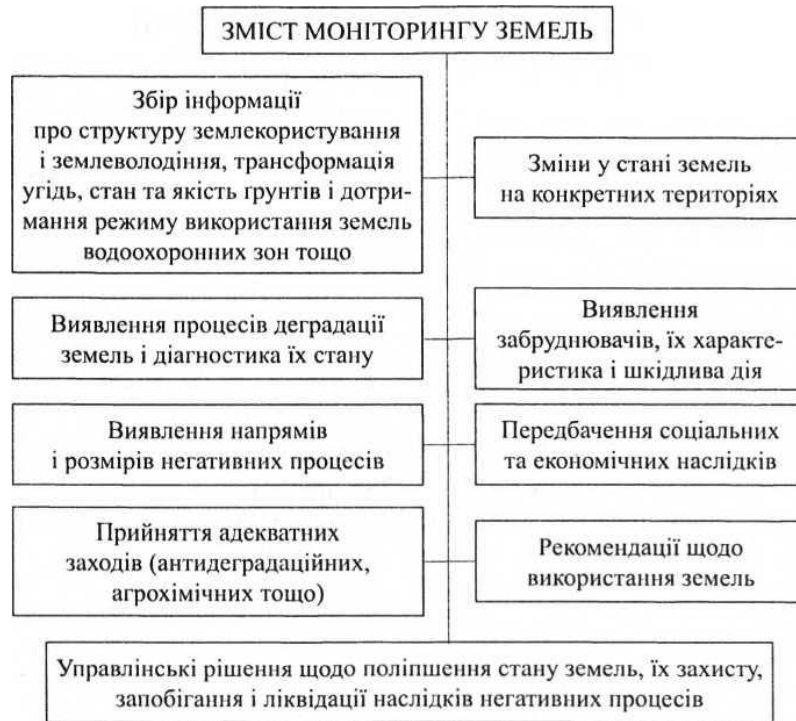 ЗМІСТ МОНІТОРИНГУ ЗЕМЕЛЬ
Збір інформації
про структуру землекористування
і землеволодіння, трансформація
угідь, стан та якість ґрунтів і дотри-
мання режиму використання земель
водоохоронних зон тощо
Зміни у стані земель
на конкретних територіях
Виявлення процесів деградації
земель і діагностика їх стану
Виявлення
забруднювачів, їх характе-
ристика і шкідлива дія
Виявлення напрямів
і розмірів негативних процесів
Передбачення соціальних
та економічних наслідків
Прийняття адекватних
заходів (антидеградаційних,
агрохімічних тощо)
Рекомендації щодо
використання земель
Управлінські рішення щодо поліпшення стану земель, їх захисту,
запобігання і ліквідації наслідків негативних процесів